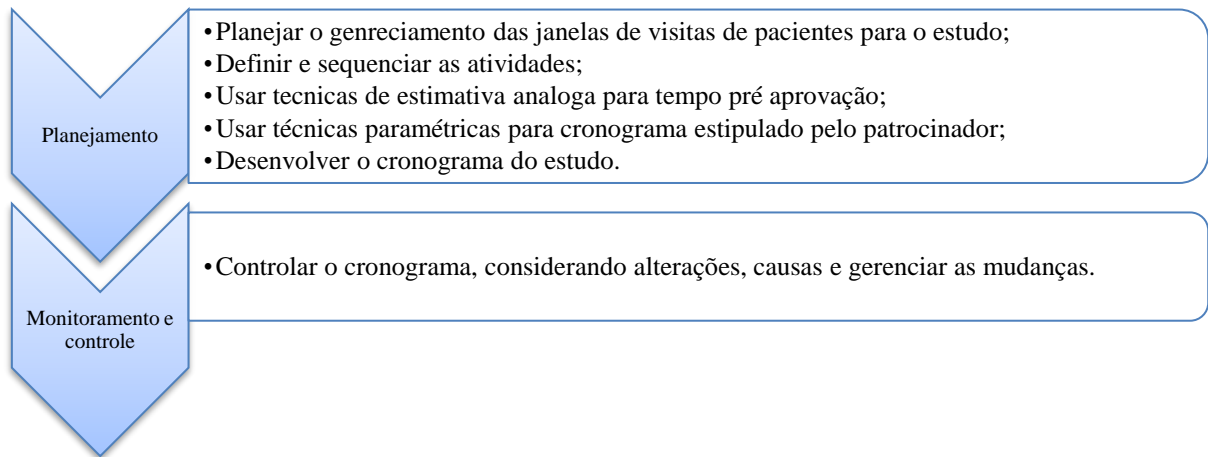 Planejamento
•Planejar o genreciamento das janelas de visitas de pacientes para o estudo;
•Definir e sequenciar as atividades;
•Usar tecnicas de estimativa analoga para tempo pré aprovação;
•Usar técnicas paramétricas para cronograma estipulado pelo patrocinador;
•Desenvolver o cronograma do estudo.
Monitoramento e
controle
•Controlar o cronograma, considerando alterações, causas e gerenciar as mudanças.